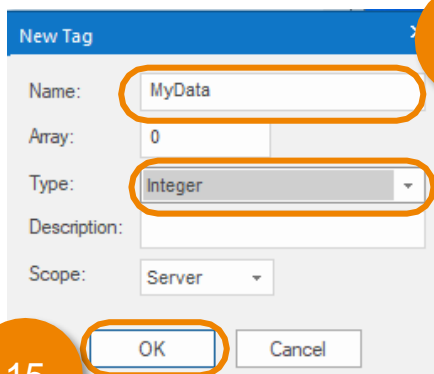 New Tag
Name: MyData
Array: 0
Type: Integer
Description:
Scope: Server
OK Cancel
15